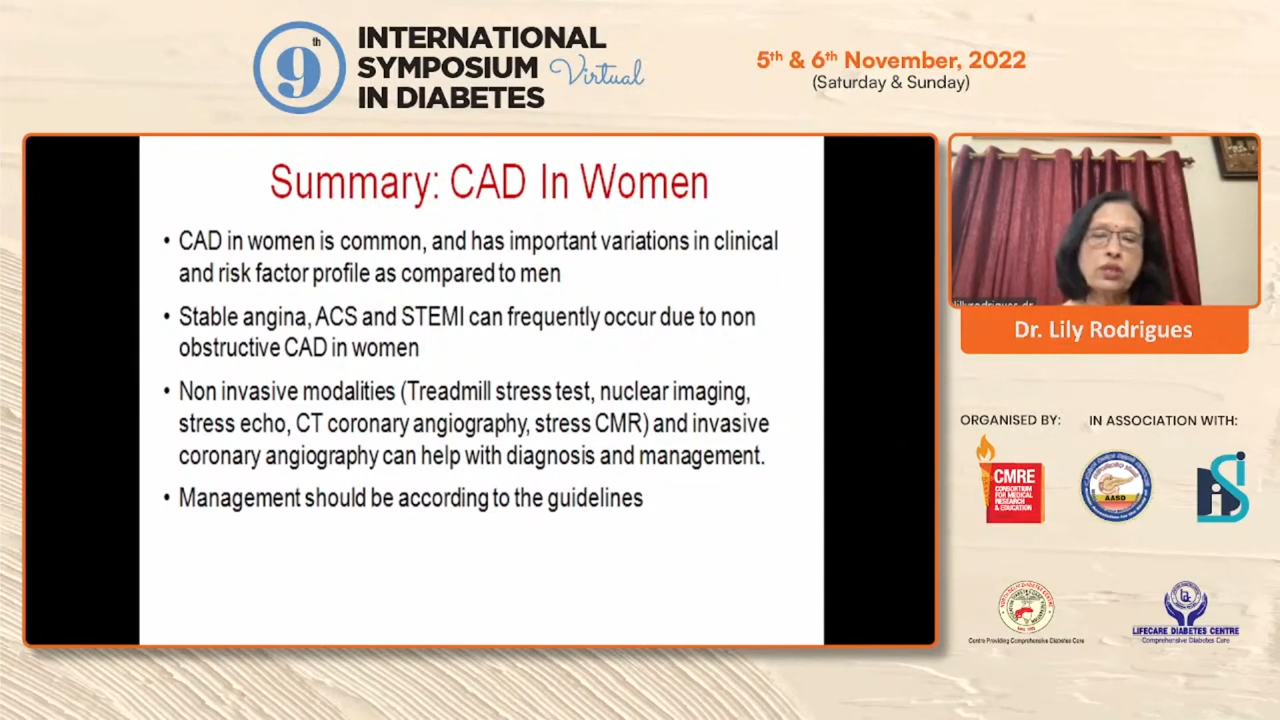 9th
INTERNATIONAL
SYMPOSIUM Virtual
IN DIABETES
5th & 6th November, 2022
(Saturday & Sunday)
Summary: CAD In Women
• CAD in women is common, and has important variations in clinical
and risk factor profile as compared to men
• Stable angina, ACS and STEMI can frequently occur due to non
obstructive CAD in women
• Non invasive modalities (Treadmill stress test, nuclear imaging,
stress echo, CT coronary angiography, stress CMR) and invasive
coronary angiography can help with diagnosis and management.
• Management should be according to the guidelines
Dr. Lily Rodrigues
ORGANISED BY:
IN ASSOCIATION WITH:
CMRE
CONSORTIUM
FOR MEDICAL
RESEARCH
& EDUCATION
AASD
Centre Providing Comprehensive Diabetes Care
LIFECARE DIABETES CENTRE
Comprehensive Diabetes Care